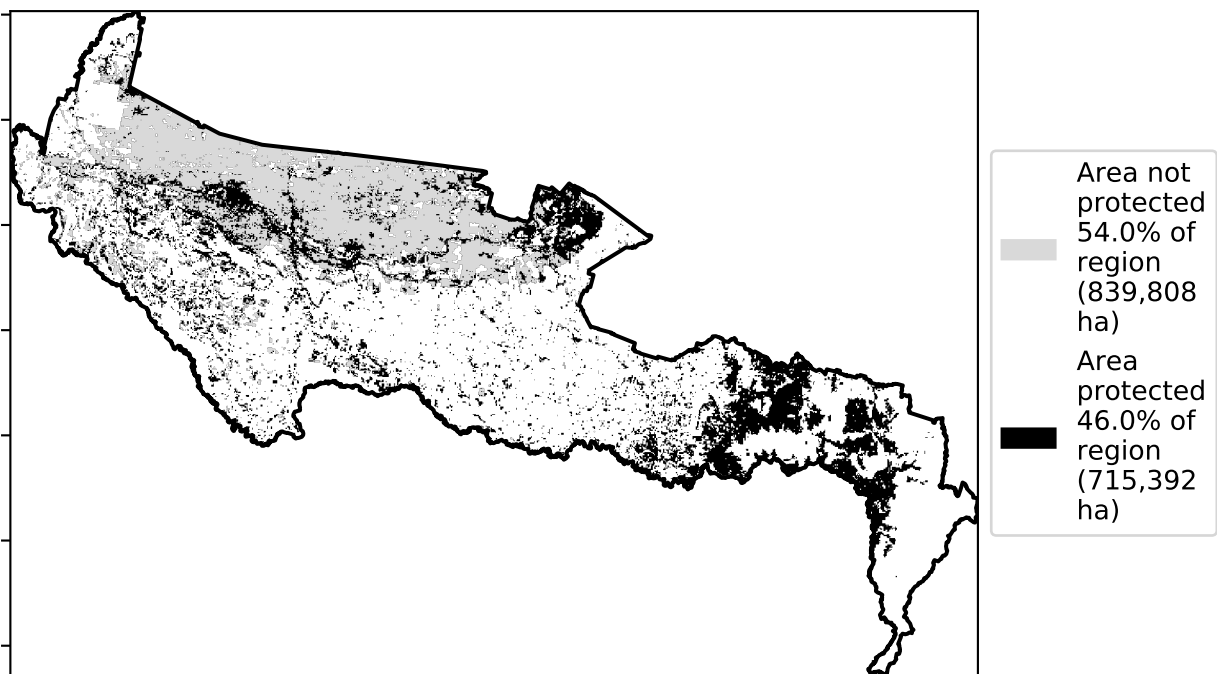 Area not
protected
54.0% of
region
(839,808
ha)
Area
protected
46.0% of
region
(715,392
ha)